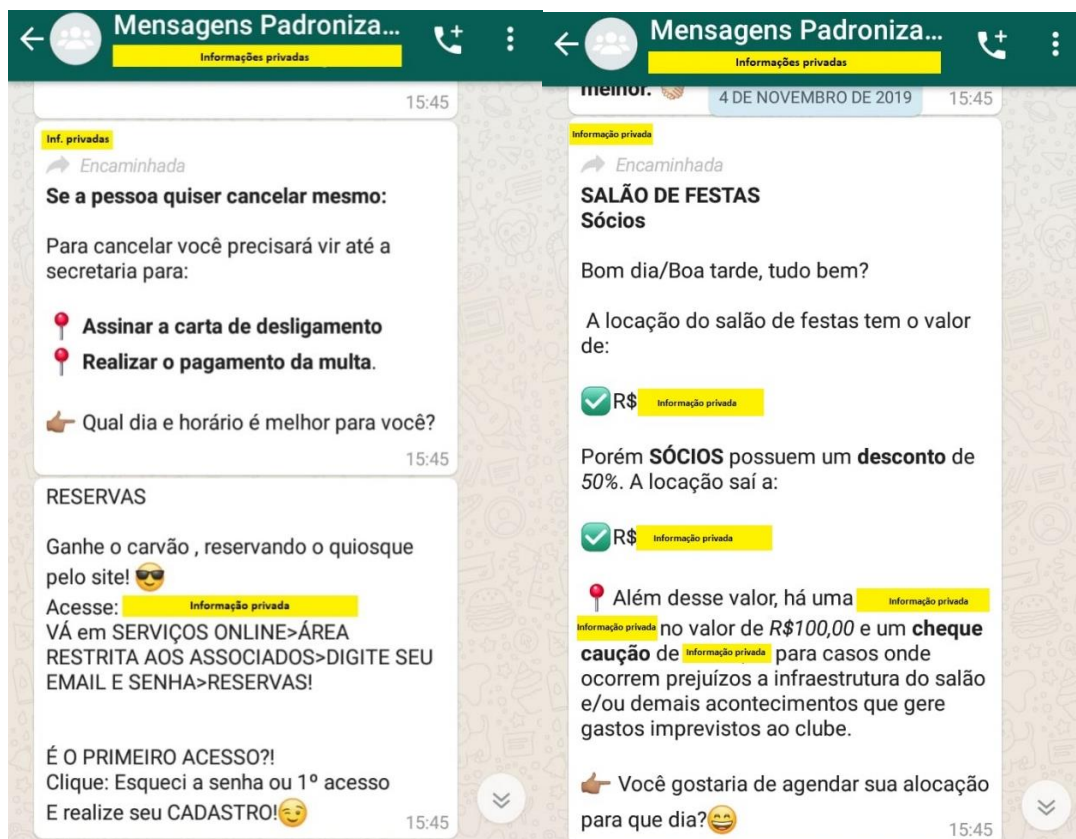 Mensagens Padroniza...
Informações privadas
15:45
Inf. privadas
Encaminhada
Se a pessoa quiser cancelar mesmo:
Para cancelar você precisará vir até a
secretaria para:
Assinar a carta de desligamento
Realizar o pagamento da multa.
Qual dia e horário é melhor para você?
15:45
RESERVAS
Ganhe o carvão , reservando o quiosque
pelo site!
Acesse: Informação privada
VÁ em SERVIÇOS ONLINE>ÁREA
RESTRITA AOS ASSOCIADOS>DIGITE SEU
EMAIL E SENHA>RESERVAS!
É O PRIMEIRO ACESSO?!
Clique: Esqueci a senha ou 1º acesso
E realize seu CADASTRO!
15:45
Mensagens Padroniza...
Informações privadas
melhor.
4 DE NOVEMBRO DE 2019
15:45
Informação privada
Encaminhada
SALÃO DE FESTAS
Sócios
Bom dia/Boa tarde, tudo bem?
A locação do salão de festas tem o valor
de:
R$ Informação privada
Porém SÓCIOS possuem um desconto de
50%. A locação saí a:
R$ Informação privada
Além desse valor, há uma Informação privada
Informação privada no valor de R$100,00 e um cheque
caução de Informação privada para casos onde
ocorrem prejuízos a infraestrutura do salão
e/ou demais acontecimentos que gere
gastos imprevistos ao clube.
Você gostaria de agendar sua alocação
para que dia?
15:45